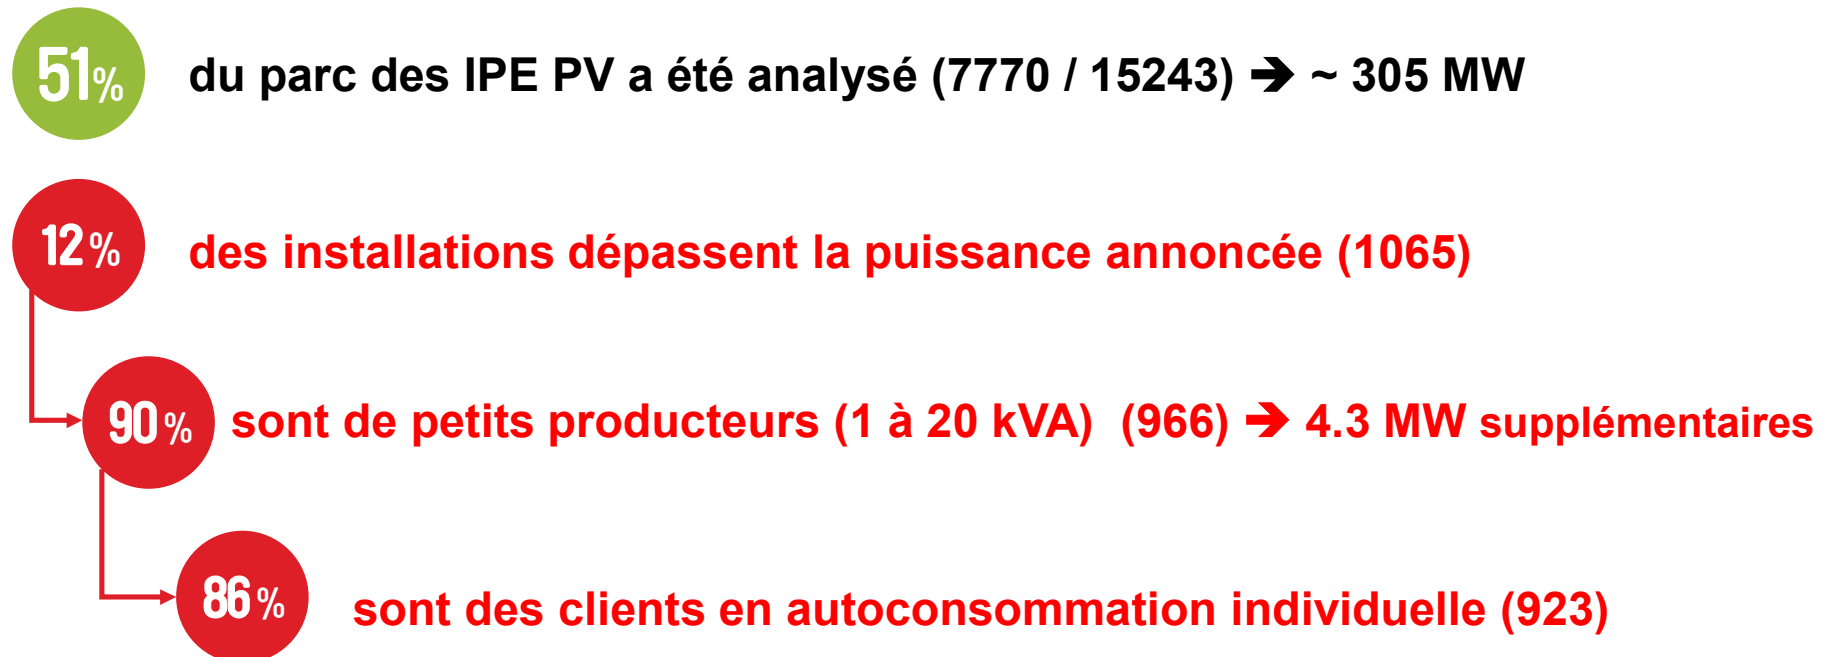 51% du parc des IPE PV a été analysé (7770 / 15243) ➔ ~ 305 MW
12% des installations dépassent la puissance annoncée (1065)
90% sont de petits producteurs (1 à 20 kVA) (966) ➔ 4.3 MW supplémentaires
86% sont des clients en autoconsommation individuelle (923)